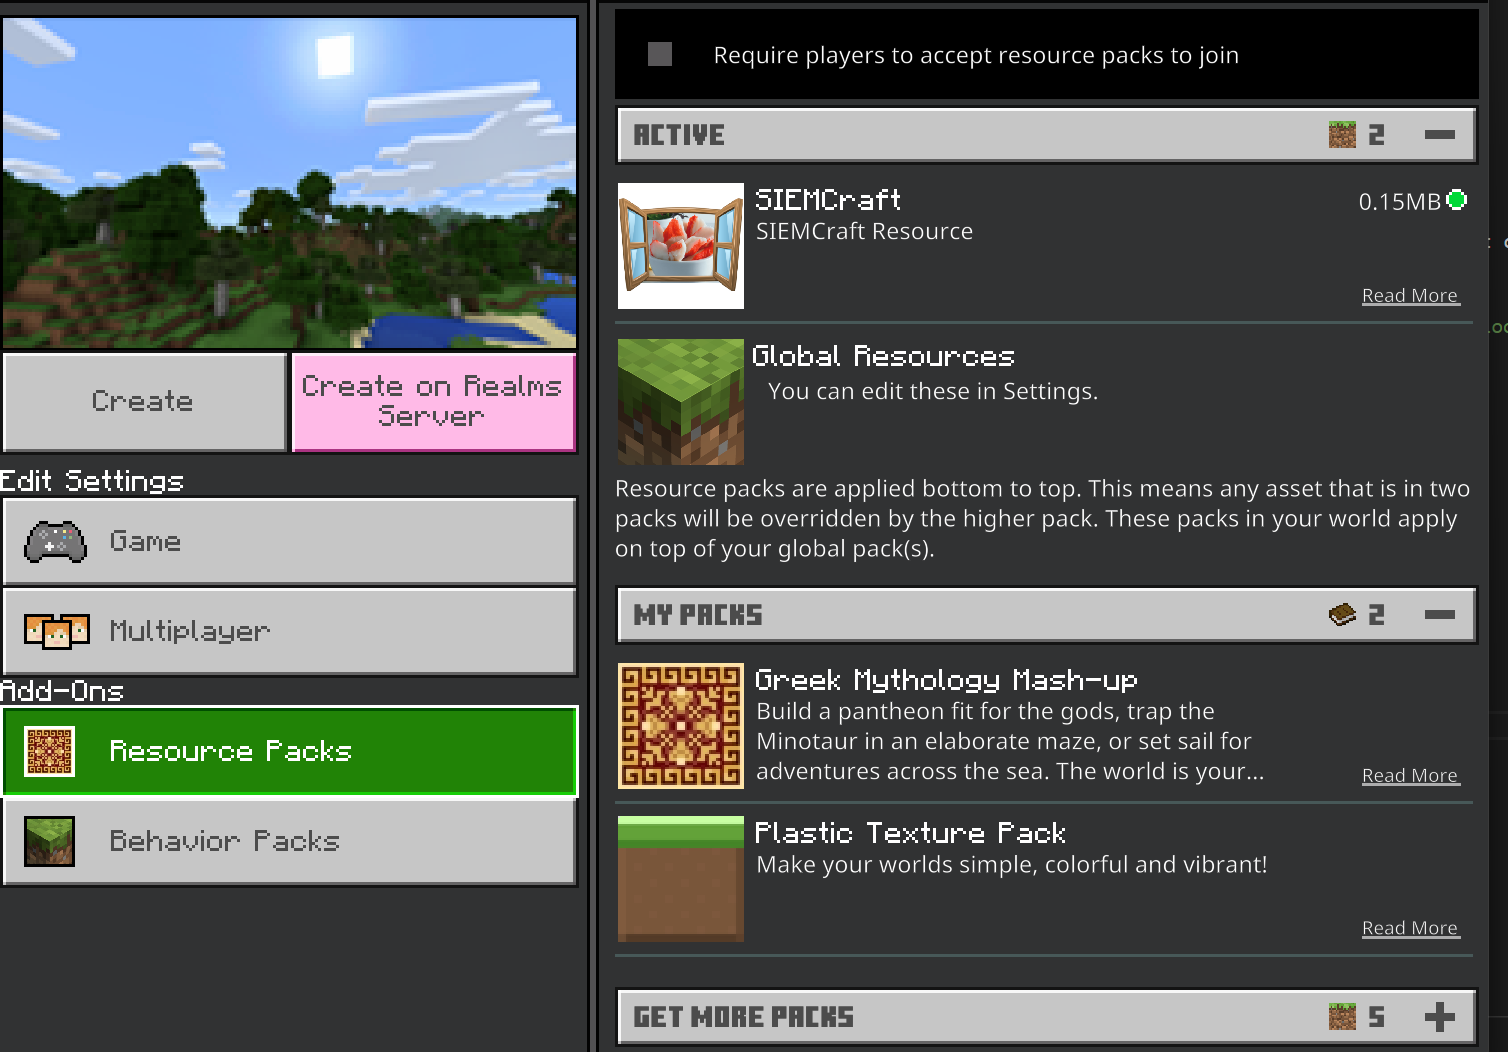 Create
Create on Realms
Server
Edit Settings
Game
Multiplayer
Add-Ons
Resource Packs
Behavior Packs
Require players to accept resource packs to join
ACTIVE 2
SIEMCraft 0.15MB
SIEMCraft Resource
Read More
Global Resources
You can edit these in Settings.
Resource packs are applied bottom to top. This means any asset that is in two
packs will be overridden by the higher pack. These packs in your world apply
on top of your global pack(s).
MY PACKS 2
Greek Mythology Mash-up
Build a pantheon fit for the gods, trap the
Minotaur in an elaborate maze, or set sail for
adventures across the sea. The world is your...
Read More
Plastic Texture Pack
Make your worlds simple, colorful and vibrant!
Read More
GET MORE PACKS 5